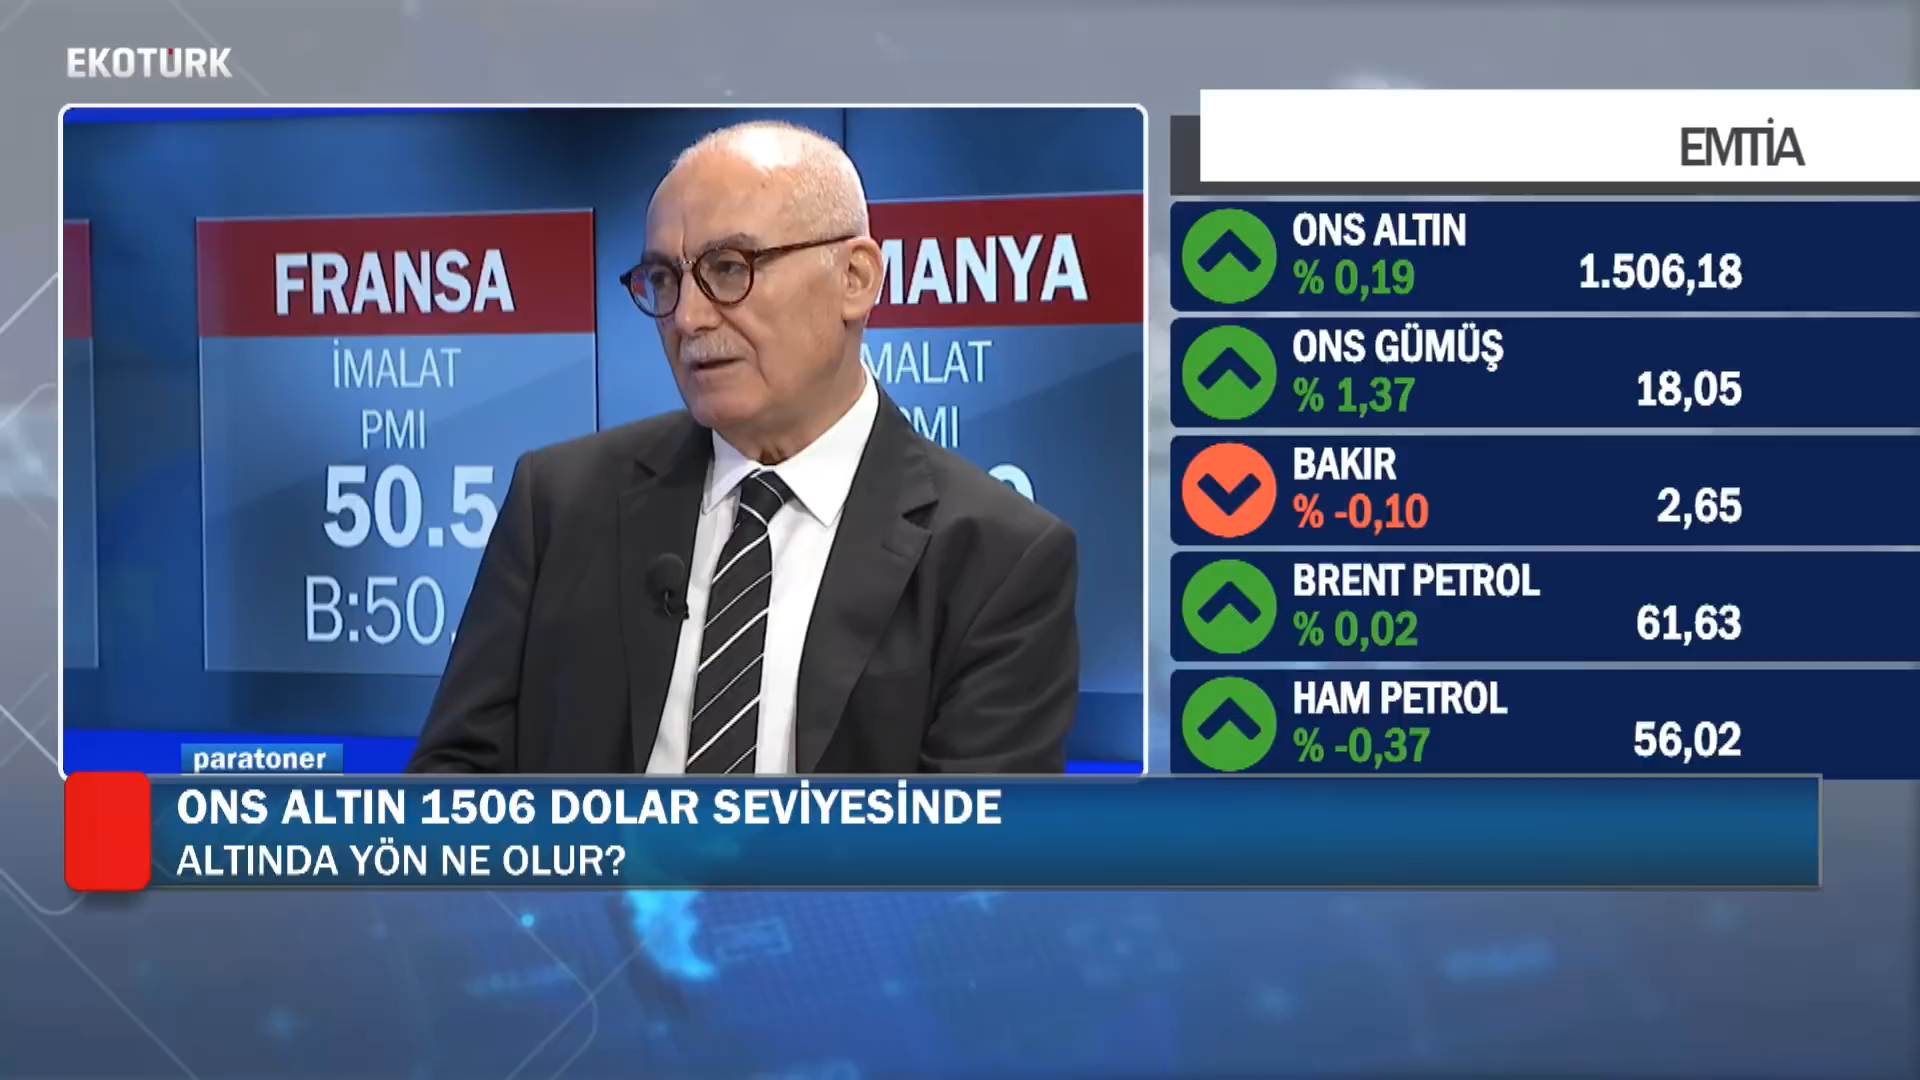 EKOTÜRK
EMTİA
FRANSA
İMALAT
PMI
50.5
B:50.
MANYA
MALAT
PMI
ONS ALTIN
% 0,19
1.506,18
ONS GÜMÜŞ
% 1,37
18,05
BAKIR
% -0,10
2,65
BRENT PETROL
% 0,02
61,63
HAM PETROL
% -0,37
56,02
paratoner
ONS ALTIN 1506 DOLAR SEVİYESİNDE
ALTINDA YÖN NE OLUR?